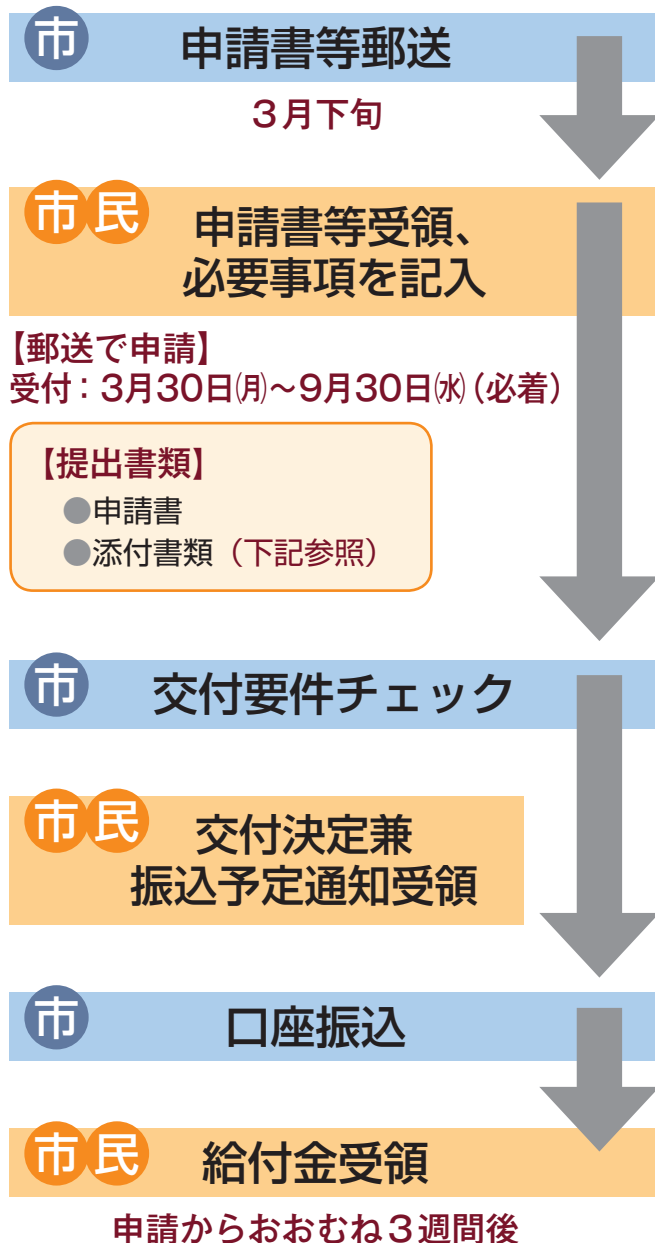 市 申請書等郵送
3月下旬
市民 申請書等受領、
必要事項を記入
【郵送で申請】
受付：3月30日㈪～9月30日㈬（必着）
【提出書類】
●申請書
●添付書類（下記参照）
市 交付要件チェック
市民 交付決定兼
振込予定通知受領
市 口座振込
市民 給付金受領
申請からおおむね3週間後